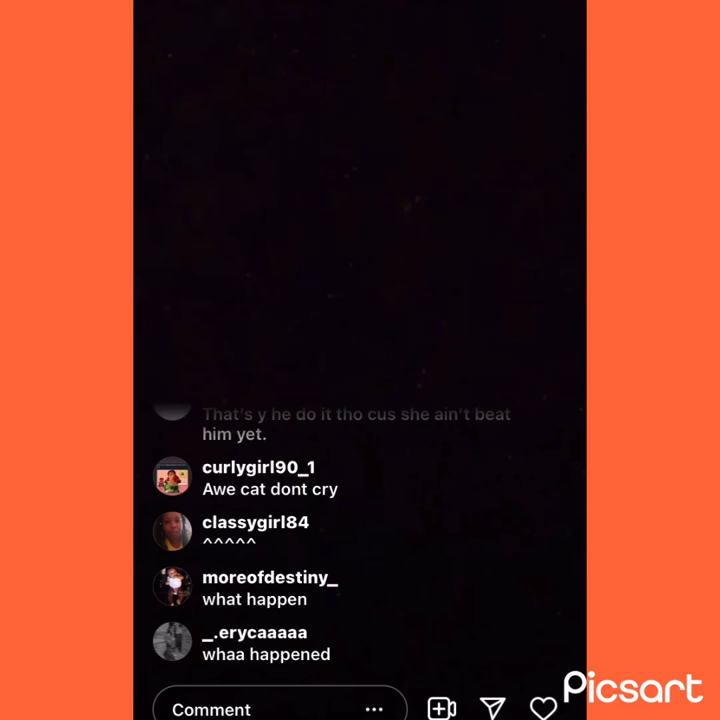 That's y he do it tho cus she ain't beat
him yet.
curlygirl90_1
Awe cat dont cry
classygirl84
^^^^^
moreofdestiny_
what happen
_.erycaaaaa
whaa happened
Comment
Picsart